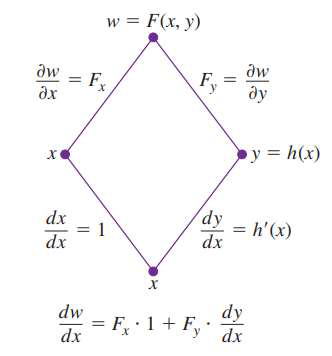 w = F(x, y)
∂w/∂x = F_x
F_y = ∂w/∂y
x
y = h(x)
dx/dx = 1
dy/dx = h′(x)
x
dw/dx = F_x · 1 + F_y · dy/dx